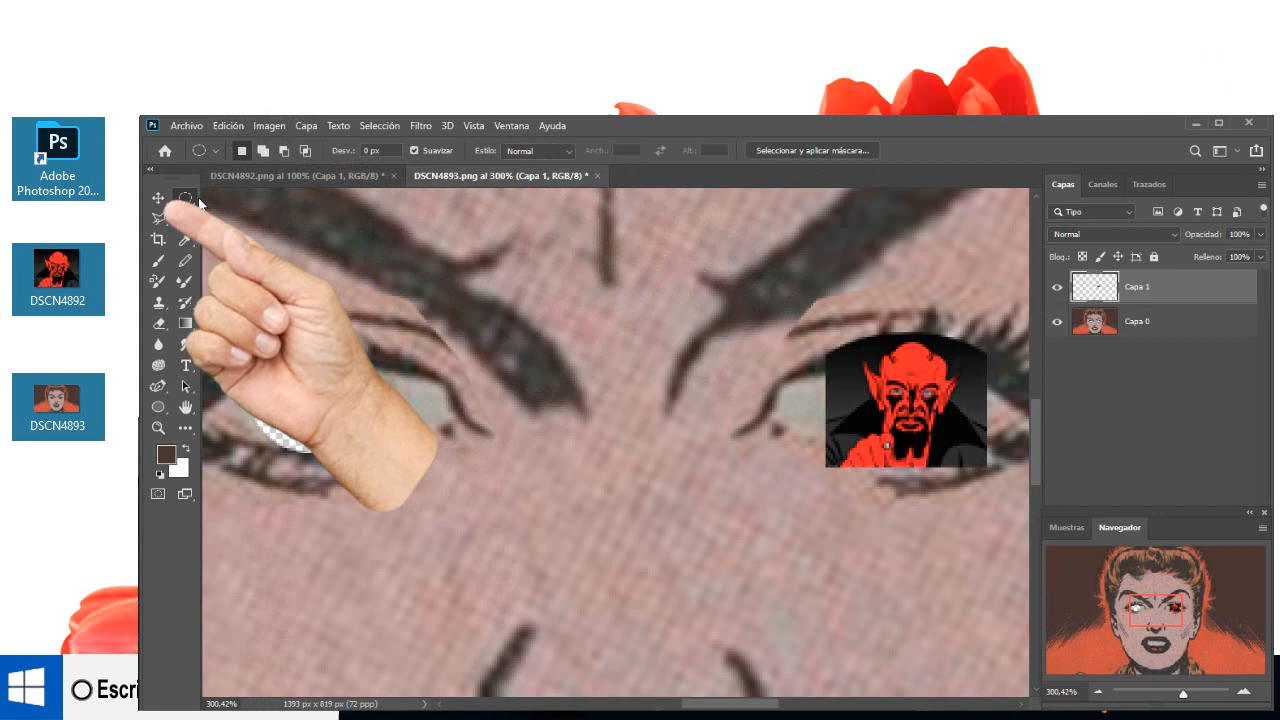 Ps
Adobe
Photoshop 20...
DSCN4892
DSCN4893
Escri
Ps
Archivo Edición Imagen Capa Texto Selección Filtro 3D Vista Ventana Ayuda
Desv.: 0 px Suavizar Estilo: Normal Anch.: Alt.: Seleccionar y aplicar máscara...
DSCN4892.png al 100% (Capa 1, RGB/8) * × DSCN4893.png al 300% (Capa 1, RGB/8) * ×
T
300,42% 1393 px x 819 px (72 ppp)
Capas Canales Trazados
Tipo T
Normal Opacidad: 100%
Bloq.: Relleno: 100%
Capa 1
Capa 0
Muestras Navegador
300,42%